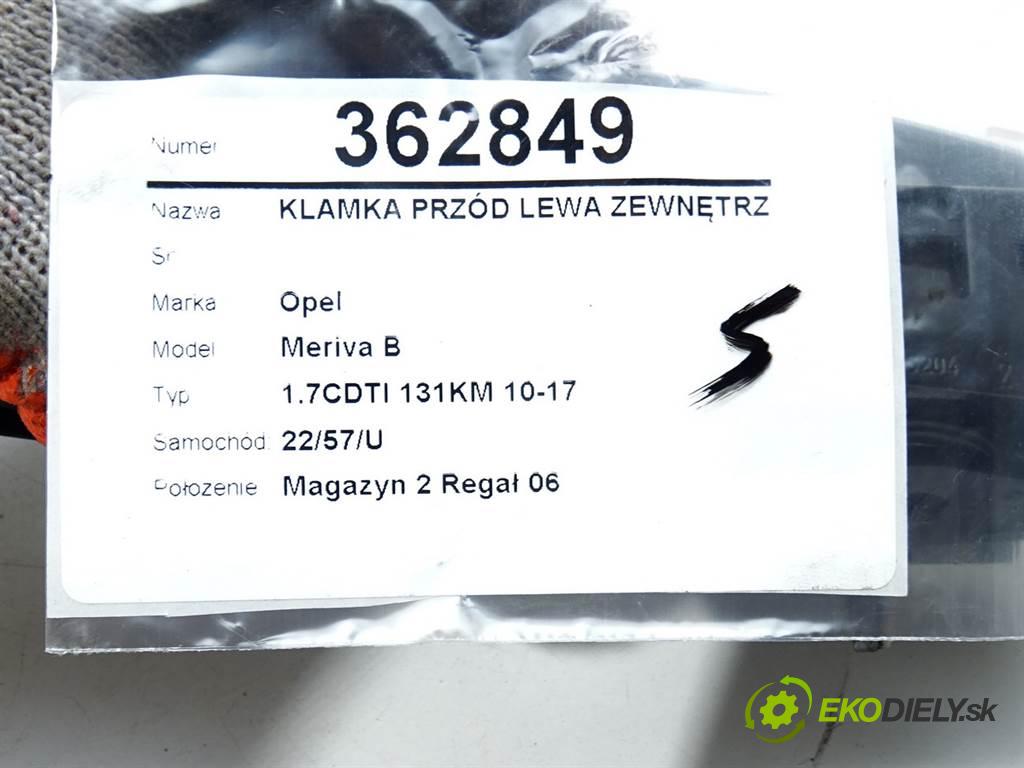 Numer 362849
Nazwa KLAMKA PRZÓD LEWA ZEWNĘTRZ
Sr
Marka Opel
Model Meriva B
Typ 1.7CDTI 131KM 10-17
Samochód: 22/57/U
Położenie Magazyn 2 Regał 06
S
EKODIELY.sk